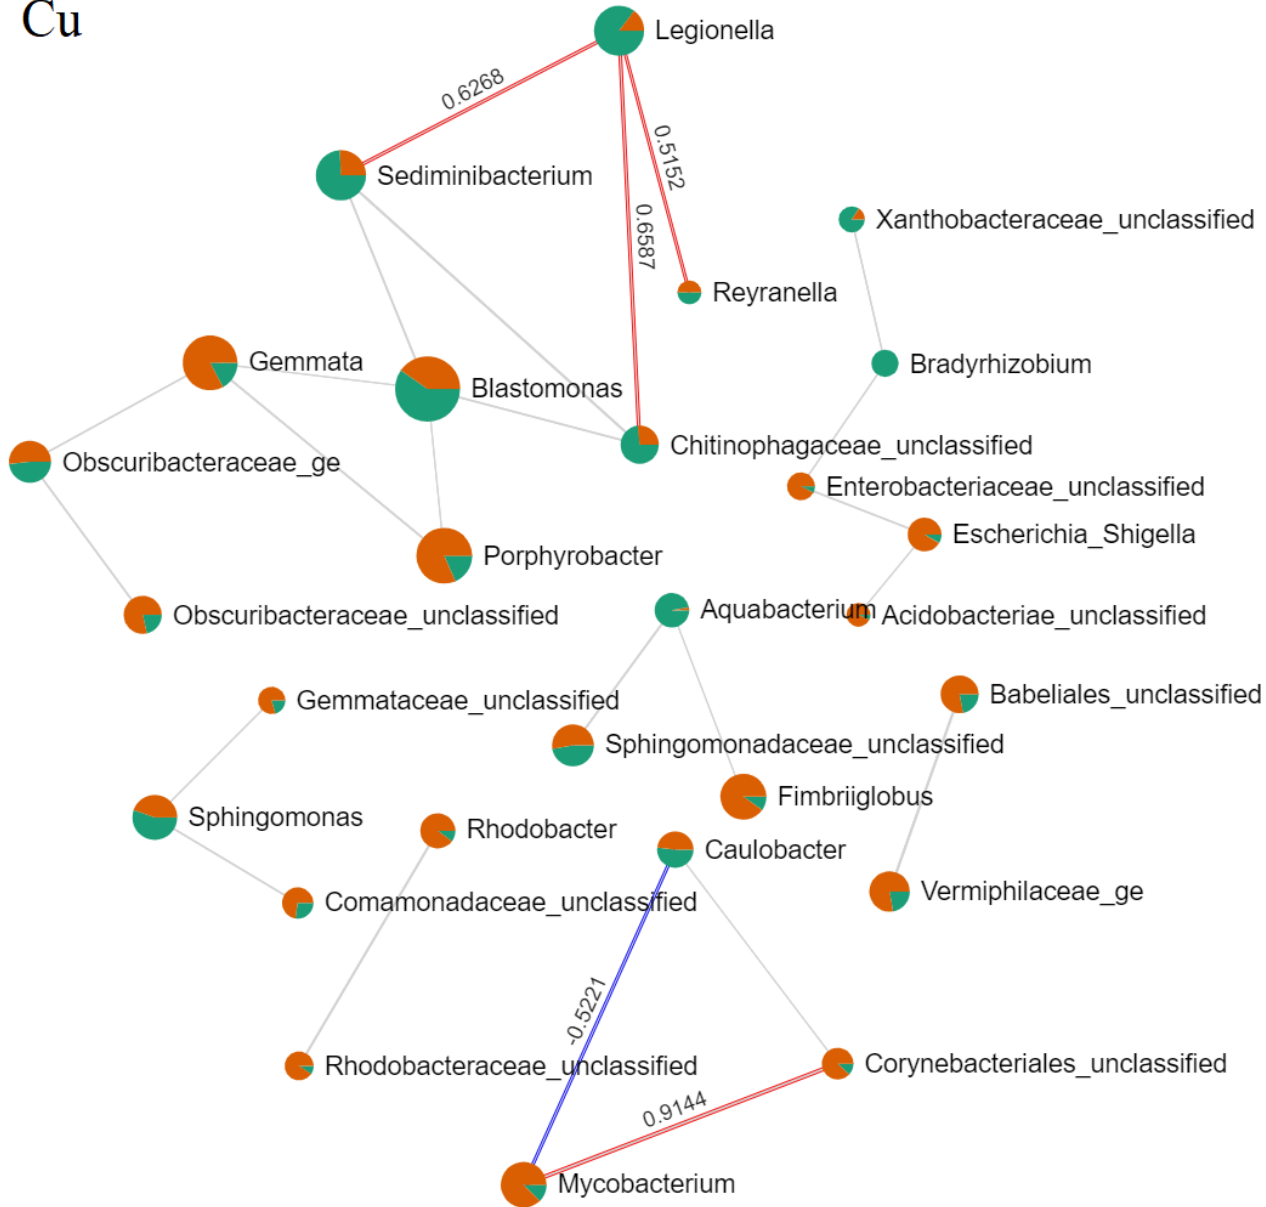 Cu
Legionella
0.6268
0.5152
Sediminibacterium
0.6587
Xanthobacteraceae_unclassified
Reyranella
Gemmata
Bradyrhizobium
Blastomonas
Chitinophagaceae_unclassified
Obscuribacteraceae_ge
Enterobacteriaceae_unclassified
Escherichia_Shigella
Porphyrobacter
Aquabacterium
Obscuribacteraceae_unclassified
Acidobacteriae_unclassified
Babeliales_unclassified
Gemmataceae_unclassified
Sphingomonadaceae_unclassified
Fimbriiglobus
Sphingomonas
Rhodobacter
Caulobacter
Vermiphilaceae_ge
Comamonadaceae_unclassified
-0.5221
Rhodobacteraceae_unclassified
Corynebacteriales_unclassified
0.9144
Mycobacterium